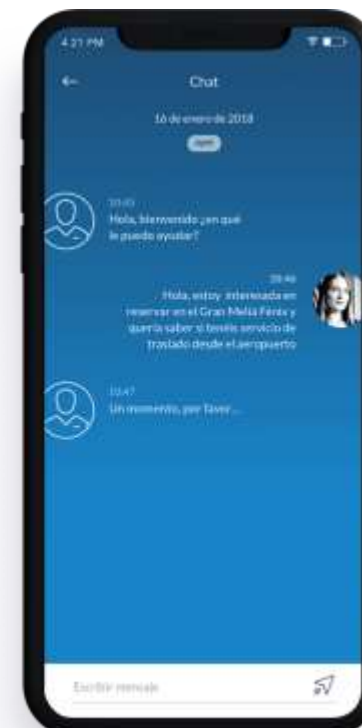 4:21 PM
Chat
16 de enero de 2018
10:45
Hola, bienvenido ¿en qué
le puedo ayudar?
10:46
Hola, estoy interesada en
reservar en el Gran Meliá Fénix y
quería saber si tenéis servicio de
traslado desde el aeropuerto
10:47
Un momento, por favor...
Escribir mensaje